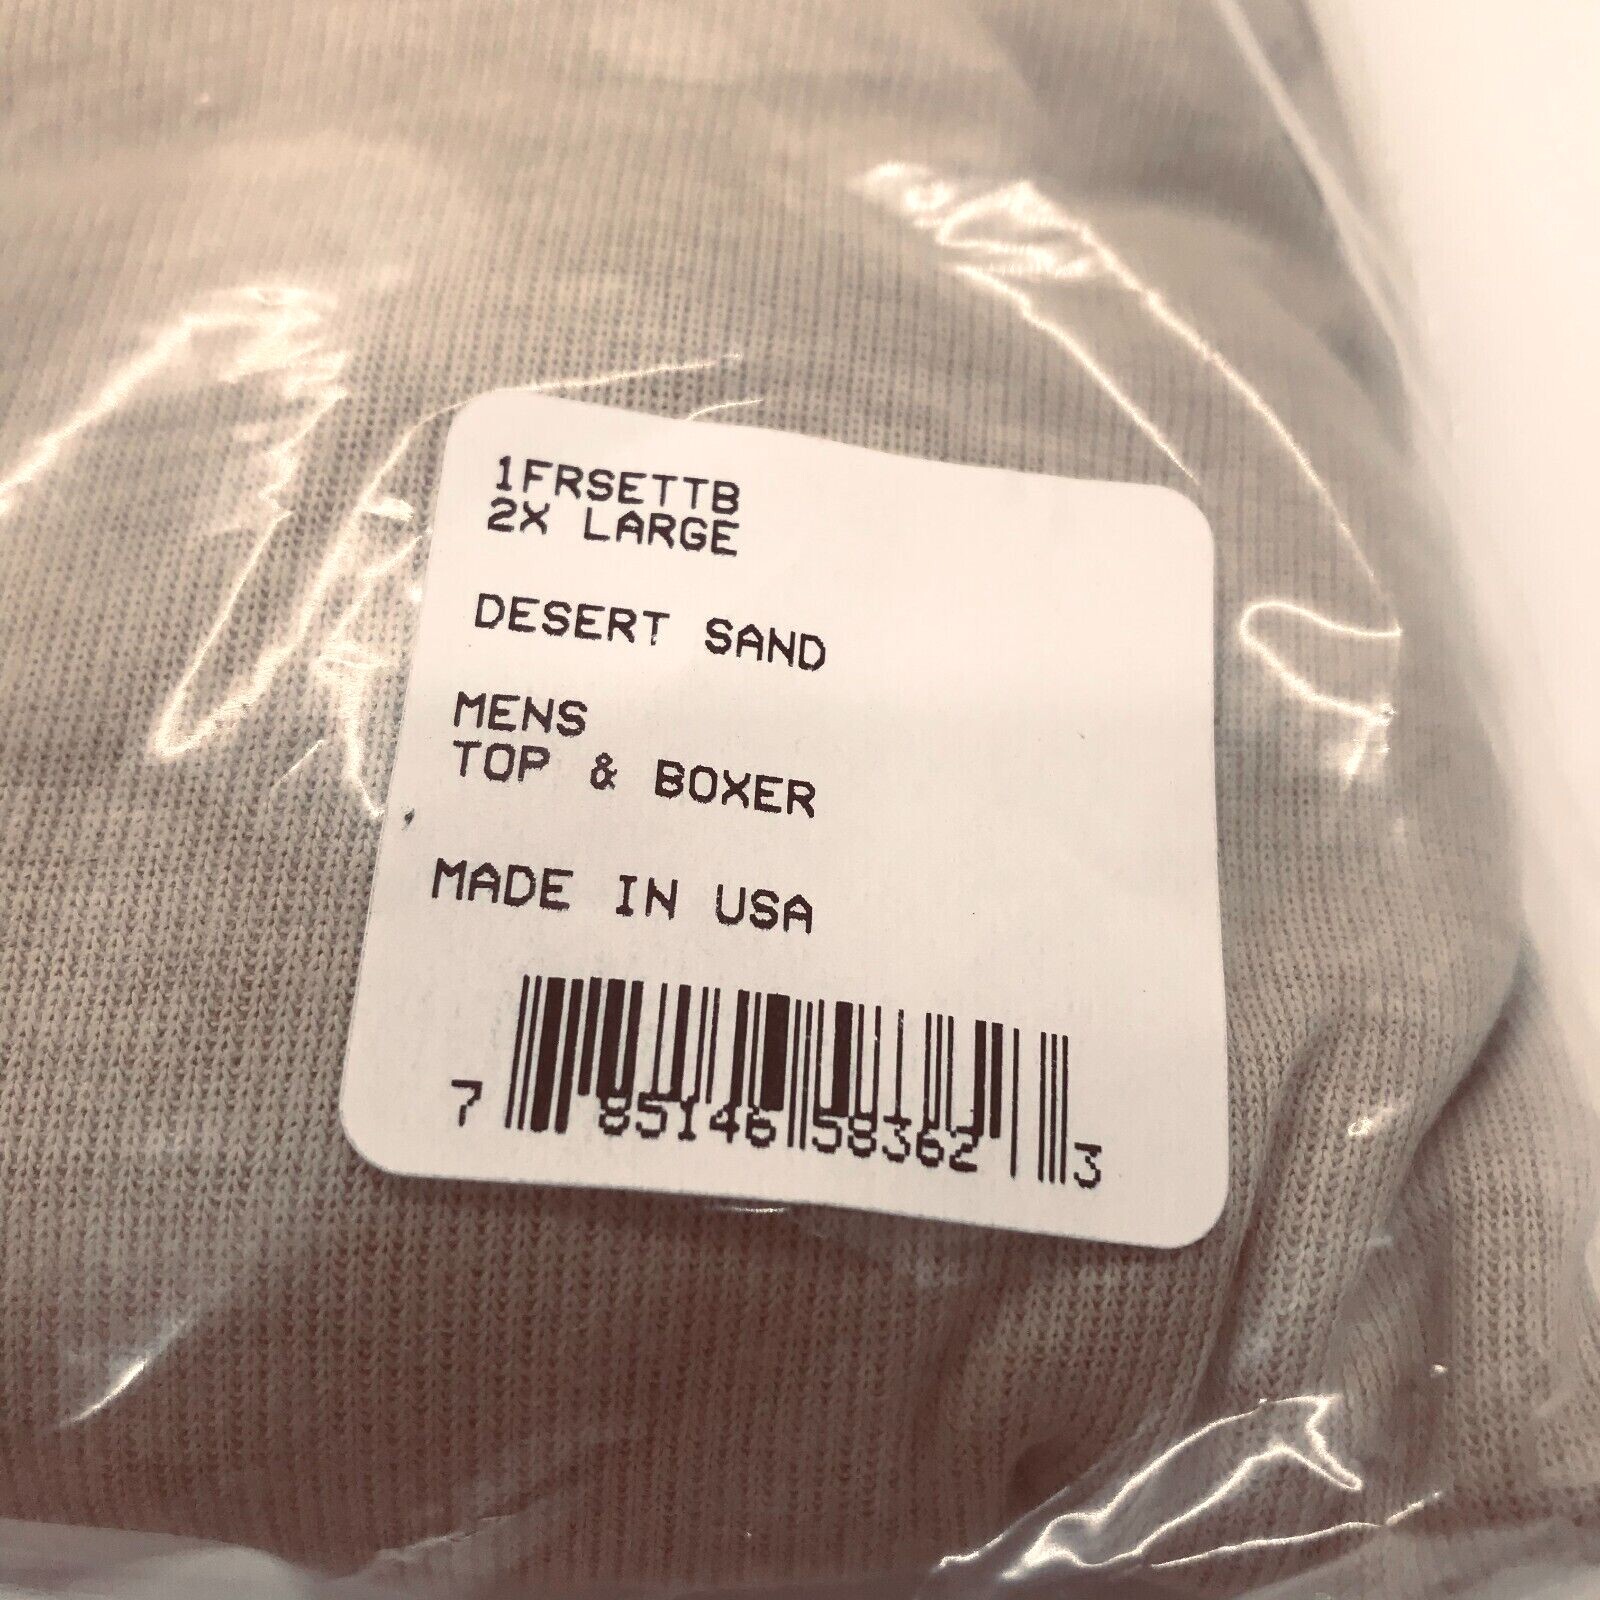 1FRSETTB
2X LARGE
DESERT SAND
MENS
TOP & BOXER
MADE IN USA
7 85146 58362 3